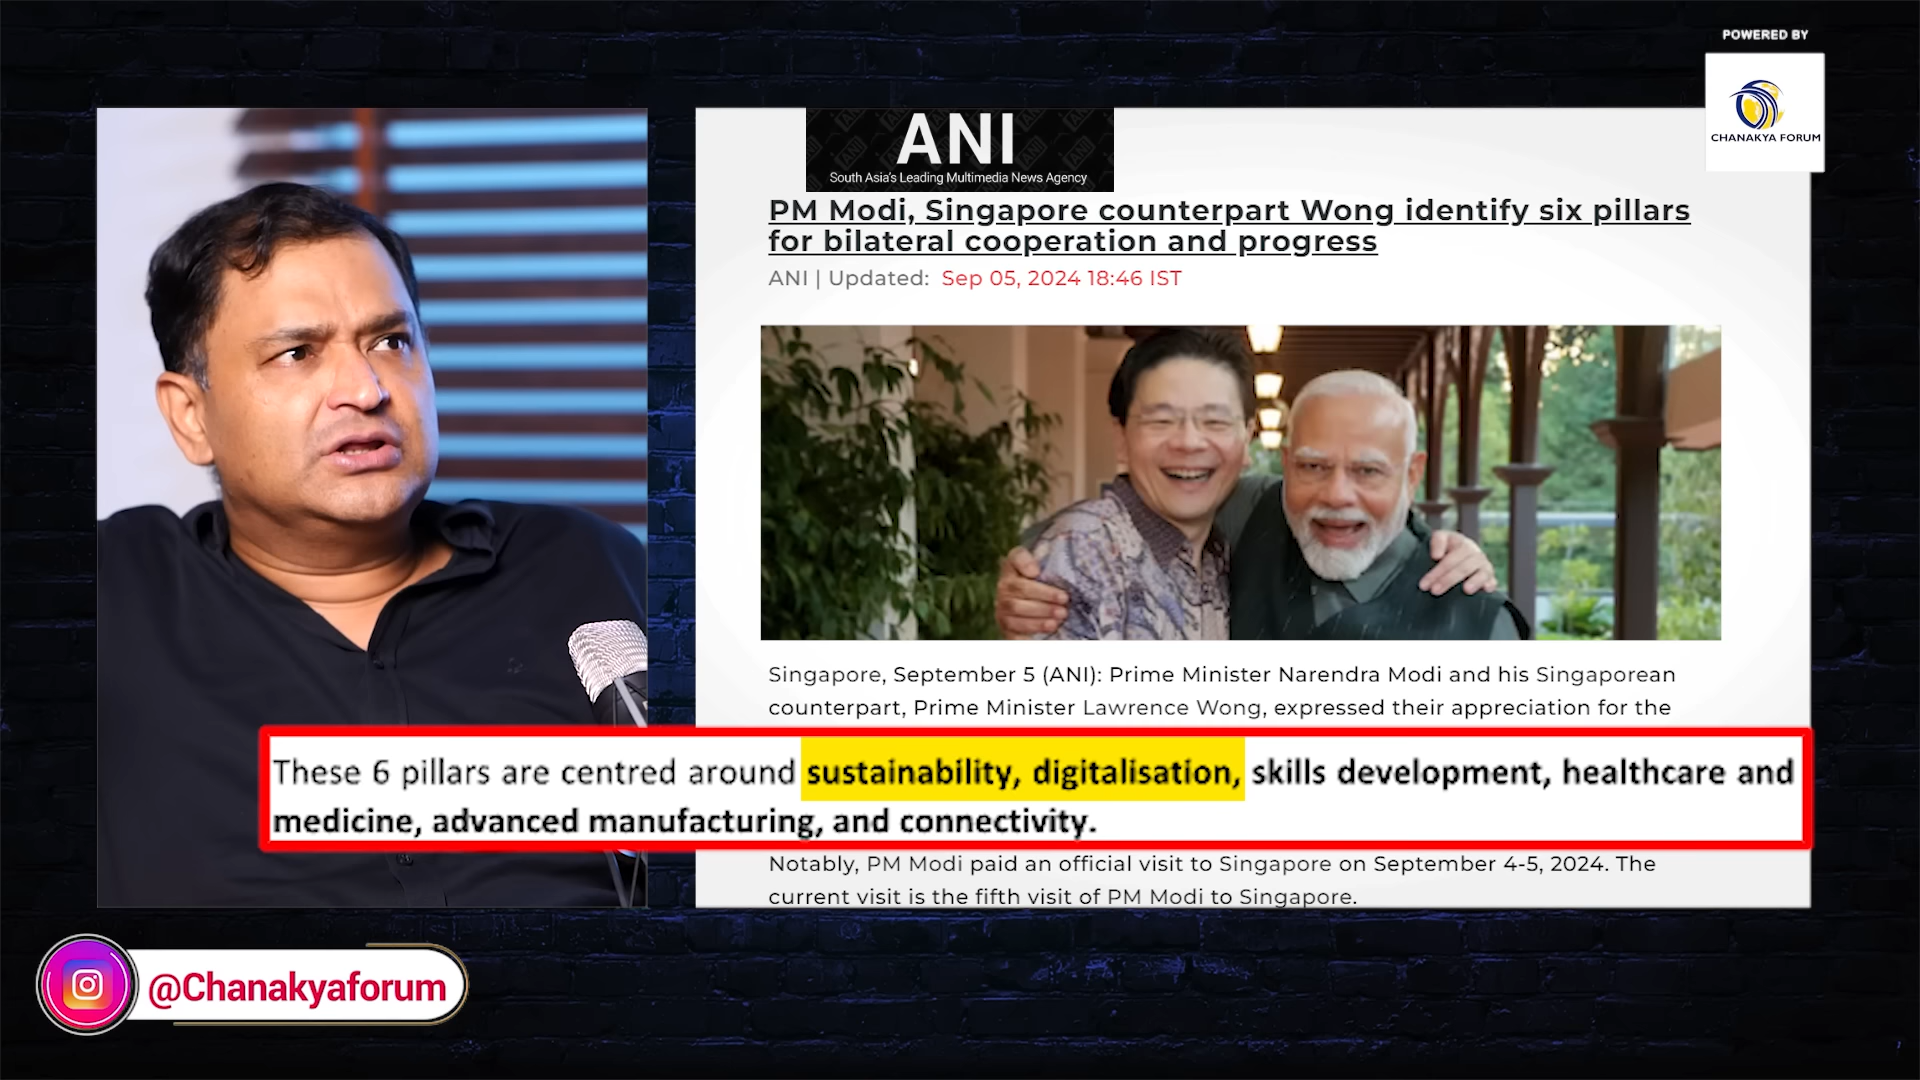 POWERED BY
CHANAKYA FORUM
ANI
South Asia's Leading Multimedia News Agency
PM Modi, Singapore counterpart Wong identify six pillars
for bilateral cooperation and progress
ANI | Updated: Sep 05, 2024 18:46 IST
Singapore, September 5 (ANI): Prime Minister Narendra Modi and his Singaporean
counterpart, Prime Minister Lawrence Wong, expressed their appreciation for the
These 6 pillars are centred around sustainability, digitalisation, skills development, healthcare and
medicine, advanced manufacturing, and connectivity.
Notably, PM Modi paid an official visit to Singapore on September 4-5, 2024. The
current visit is the fifth visit of PM Modi to Singapore.
@Chanakyaforum